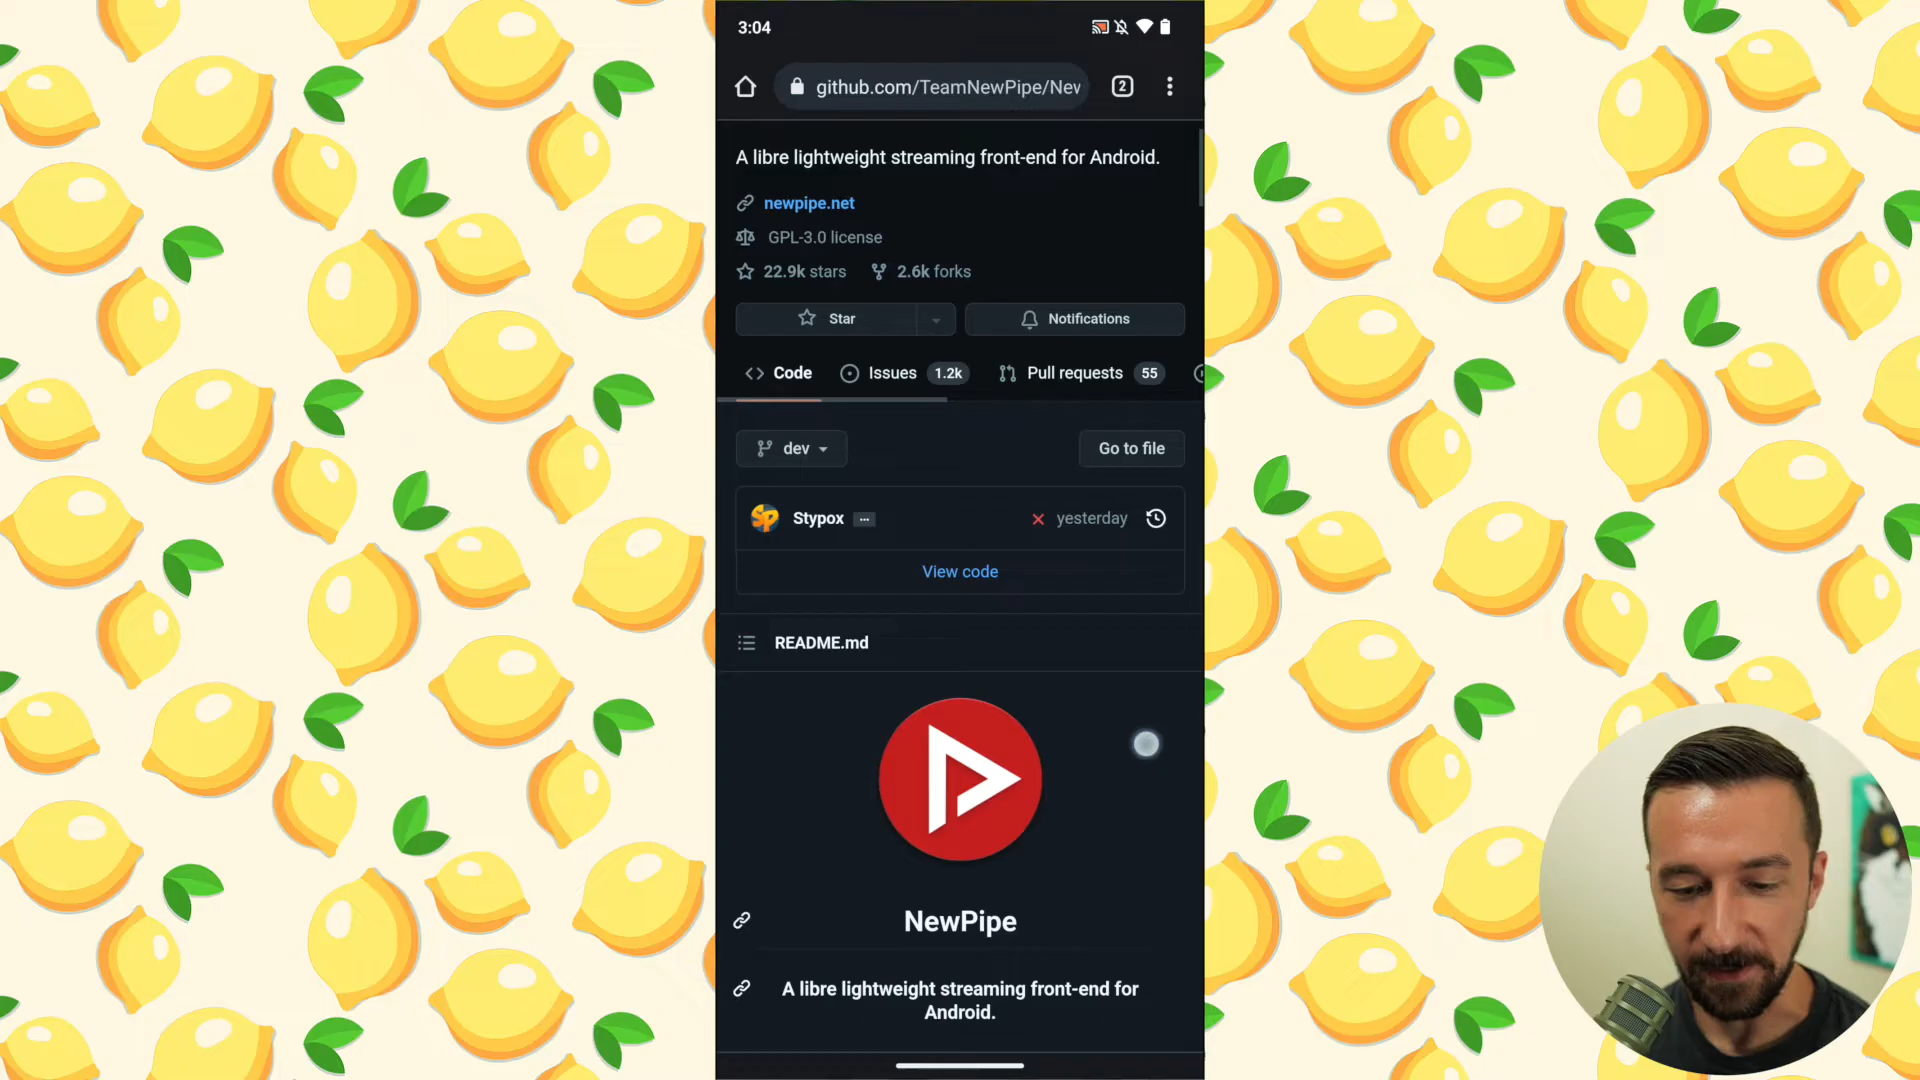 3:04
github.com/TeamNewPipe/Nev
2
A libre lightweight streaming front-end for Android.
newpipe.net
GPL-3.0 license
22.9k stars 2.6k forks
Star
Notifications
Code Issues 1.2k Pull requests 55
dev
Go to file
SP
Stypox ... yesterday
View code
README.md
NewPipe
A libre lightweight streaming front-end for
Android.